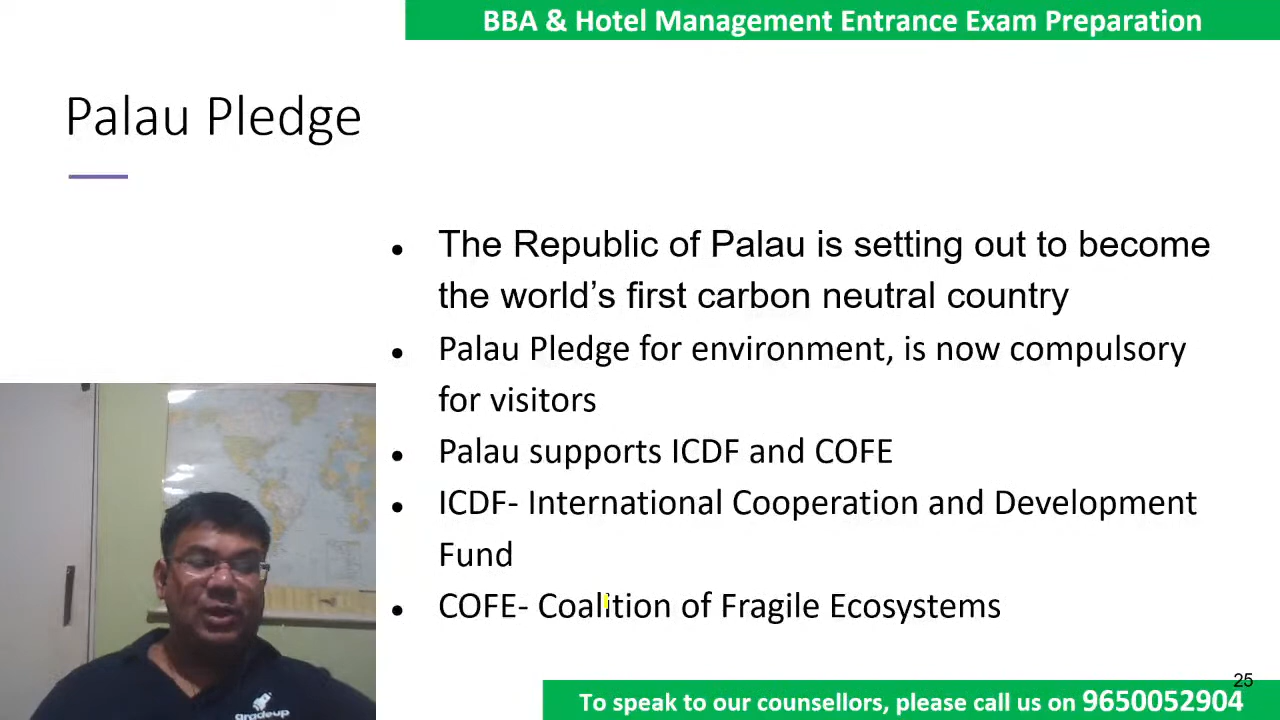 BBA & Hotel Management Entrance Exam Preparation
Palau Pledge
• The Republic of Palau is setting out to become
the world’s first carbon neutral country
• Palau Pledge for environment, is now compulsory
for visitors
• Palau supports ICDF and COFE
• ICDF- International Cooperation and Development
Fund
• COFE- Coalition of Fragile Ecosystems
gradeup
25
To speak to our counsellors, please call us on 9650052904